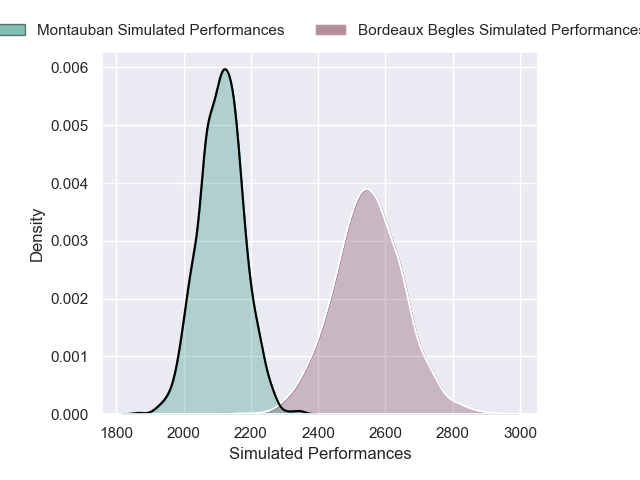 Montauban Simulated Performances
Bordeaux Begles Simulated Performances
0.006
0.005
0.004
0.003
0.002
0.001
0.000
Density
1800 2000 2200 2400 2600 2800 3000
Simulated Performances